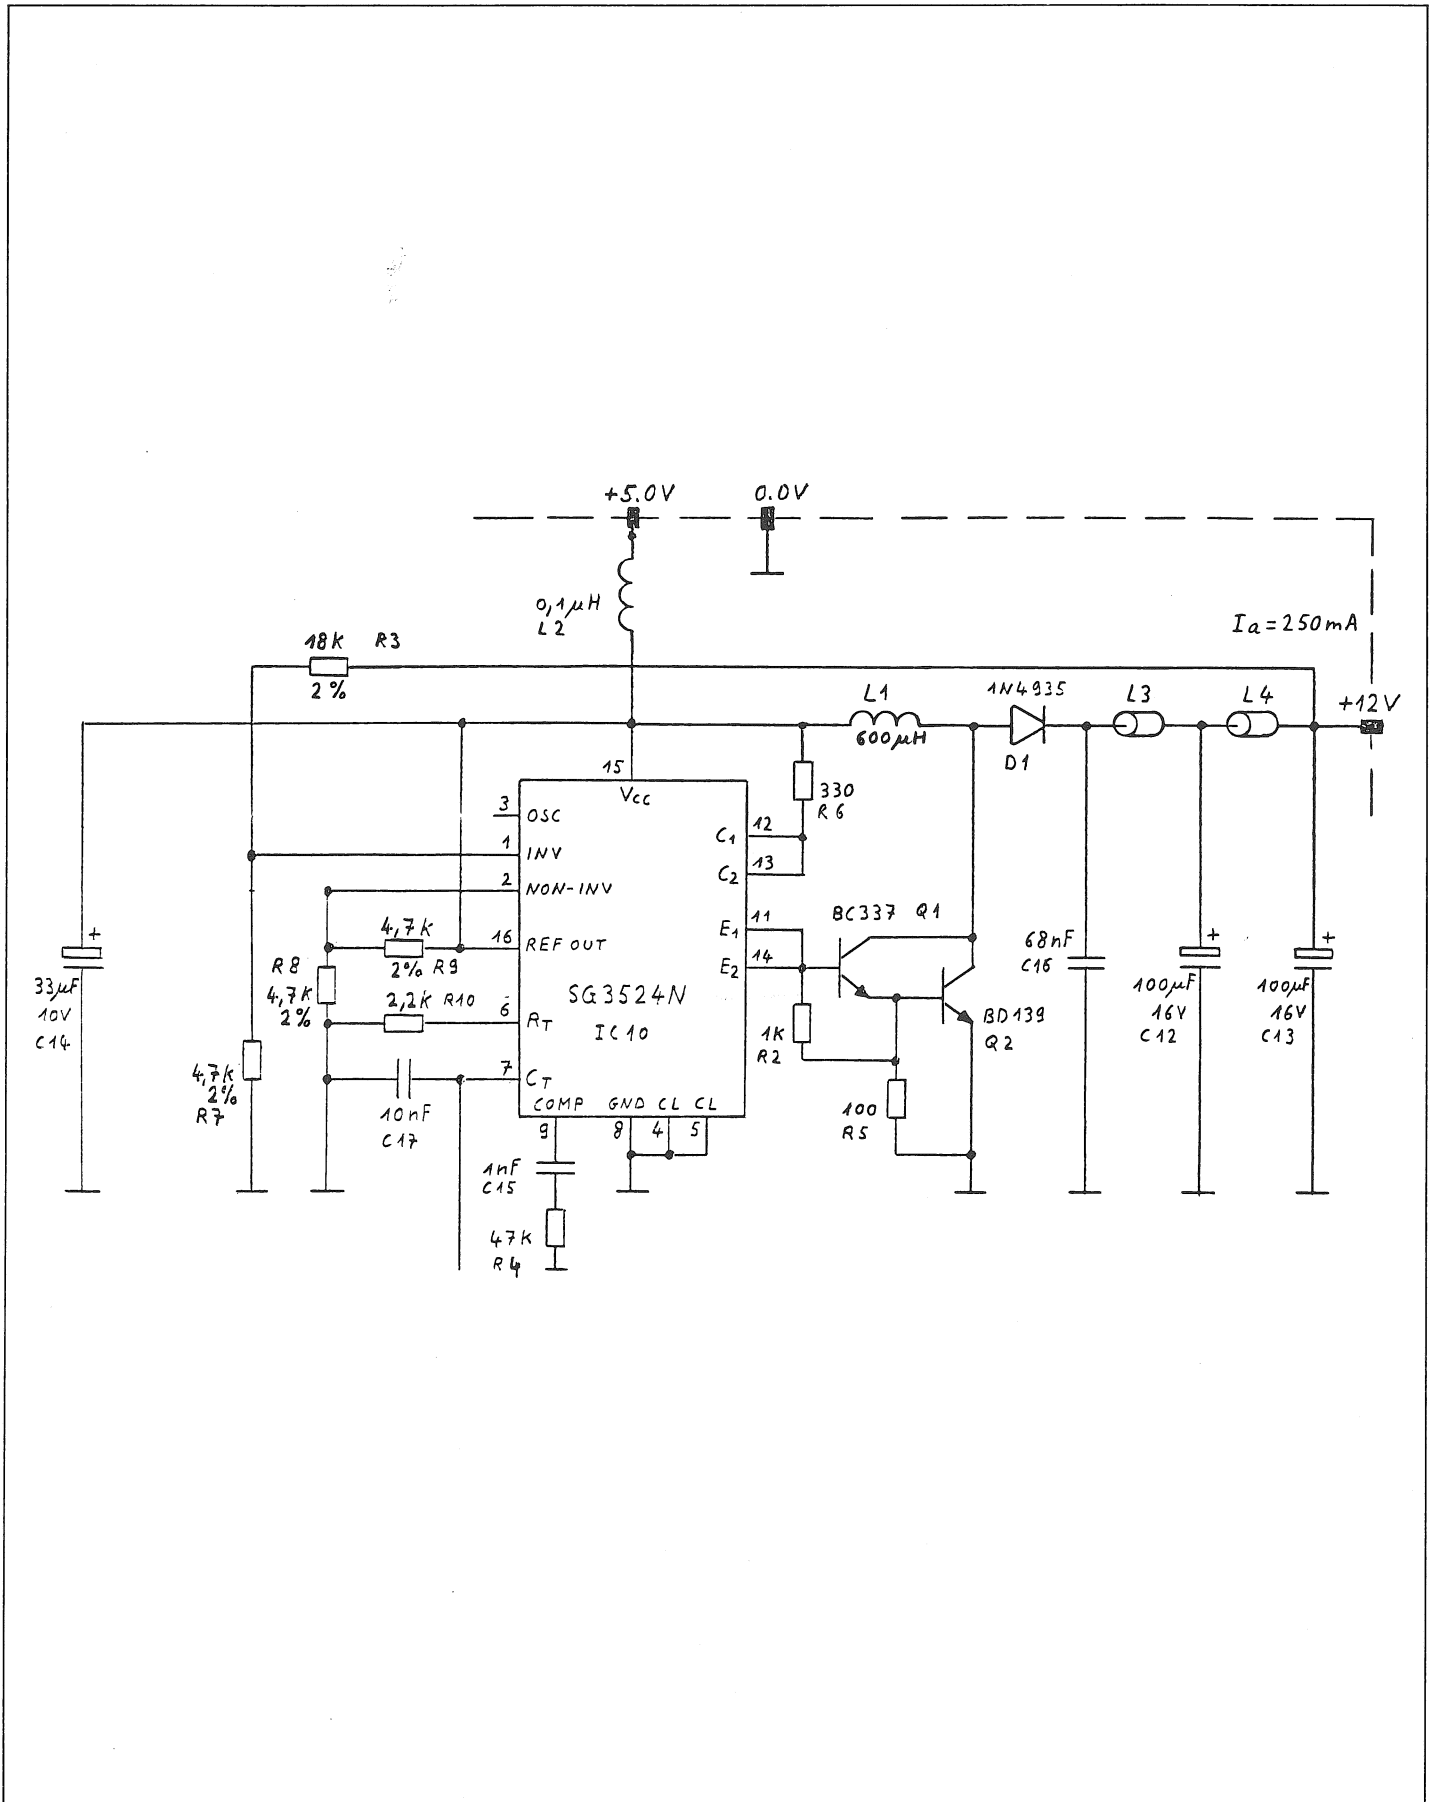 +5.0V
0.0V
0,1µH
L2
Ia=250mA
18K R3
2%
L1
600µH
1N4935
D1
L3
L4
+12V
15
Vcc
330
R6
3
OSC
1
INV
2
NON-INV
16
REF OUT
6
RT
7
CT
C1
12
C2
13
E1
11
E2
14
SG3524N
IC10
COMP
GND
CL
CL
9
8
4
5
4,7K
2% R9
R8
4,7K
2%
2,2K R10
10nF
C17
+
33µF
10V
C14
4,7K
2%
R7
1nF
C15
47K
R4
BC337 Q1
1K
R2
100
R5
BD139
Q2
68nF
C16
+
100µF
16V
C12
+
100µF
16V
C13